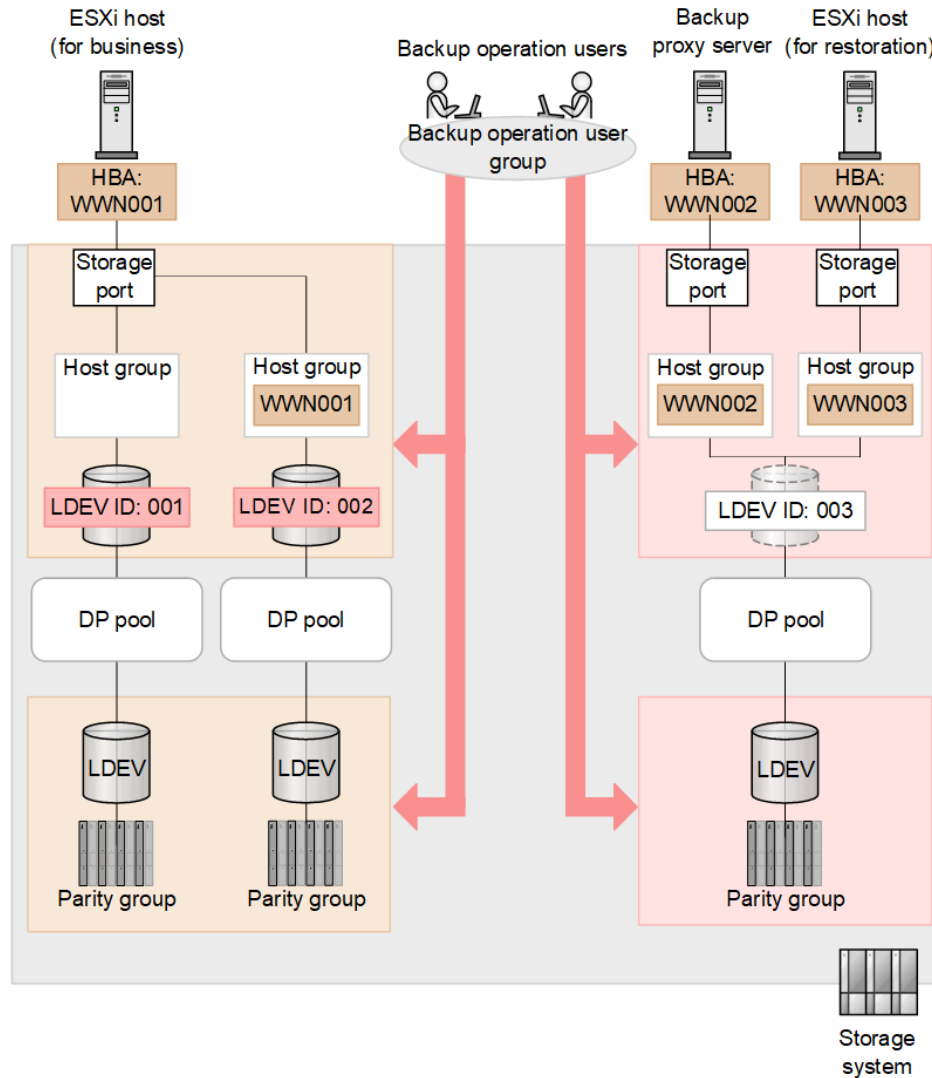 ESXi host
(for business)
Backup operation users
Backup
proxy server
ESXi host
(for restoration)
Backup operation user
group
HBA:
WWN001
HBA:
WWN002
HBA:
WWN003
Storage
port
Storage
port
Storage
port
Host group
Host group
WWN001
Host group
WWN002
Host group
WWN003
LDEV ID: 001
LDEV ID: 002
LDEV ID: 003
DP pool
DP pool
DP pool
LDEV
LDEV
LDEV
Parity group
Parity group
Parity group
Storage
system